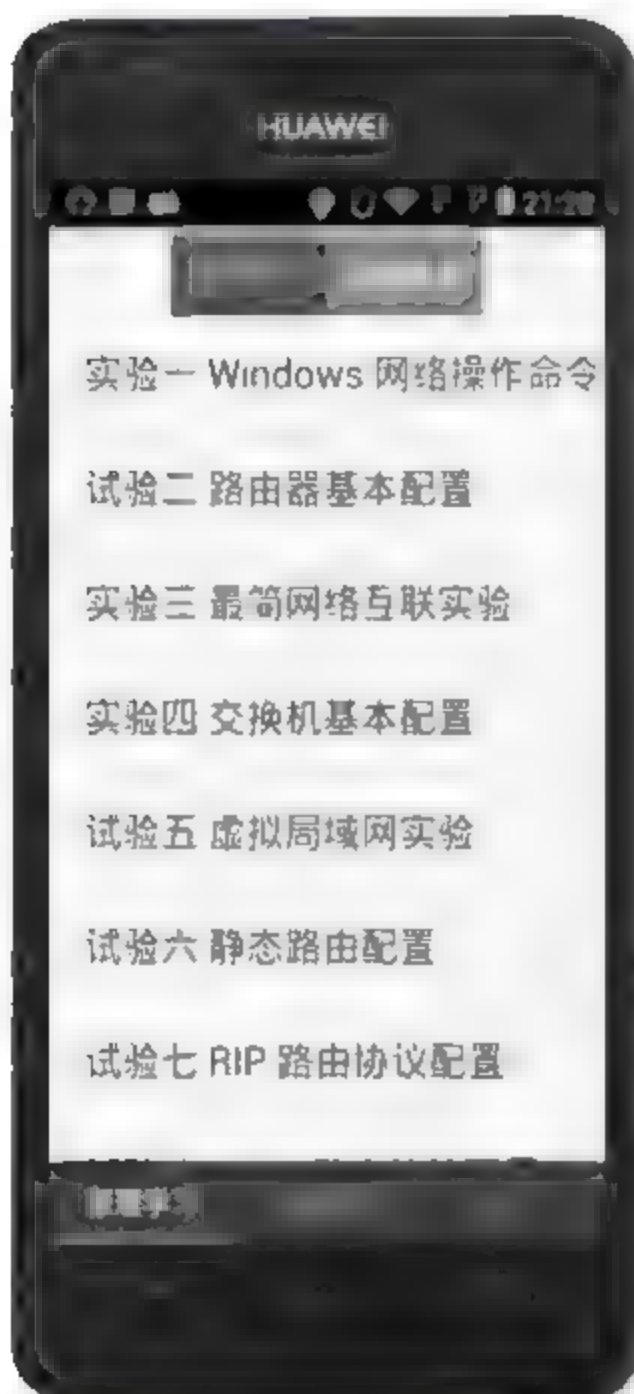 HUAWEI
21:28
实验一 Windows 网络操作命令
试验二 路由器基本配置
实验三 最简网络互联实验
实验四 交换机基本配置
试验五 虚拟局域网实验
试验六 静态路由配置
试验七 RIP 路由协议配置